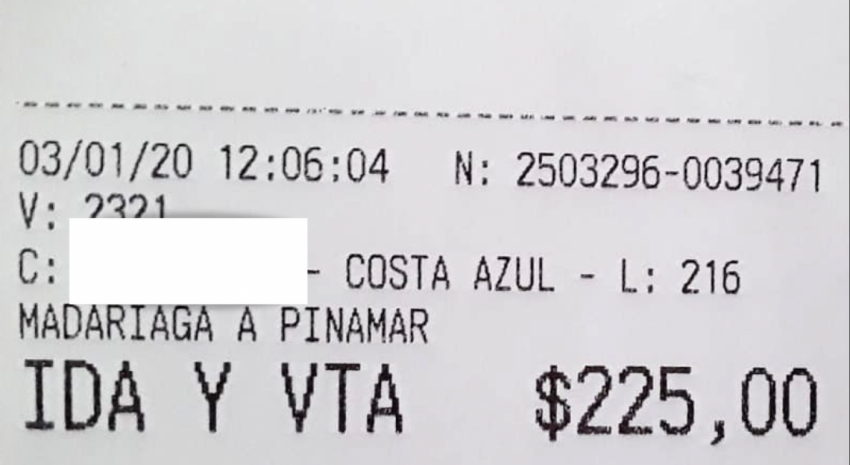 03/01/20 12:06:04 N: 2503296-0039471
V: 2321
C: - COSTA AZUL - L: 216
MADARIAGA A PINAMAR
IDA Y VTA $225,00